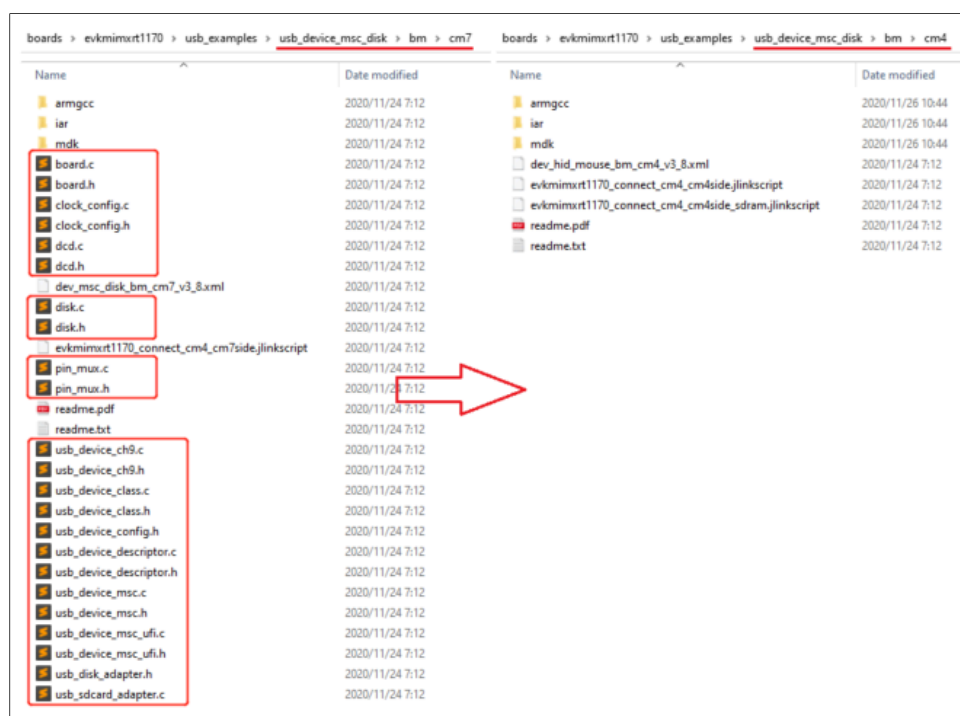 boards > evkmimxrt1170 > usb_examples > usb_device_msc_disk > bm > cm7
Name Date modified
armgcc 2020/11/24 7:12
iar 2020/11/24 7:12
mdk 2020/11/24 7:12
board.c 2020/11/24 7:12
board.h 2020/11/24 7:12
clock_config.c 2020/11/24 7:12
clock_config.h 2020/11/24 7:12
dcd.c 2020/11/24 7:12
dcd.h 2020/11/24 7:12
dev_msc_disk_bm_cm7_v3_8.xml 2020/11/24 7:12
disk.c 2020/11/24 7:12
disk.h 2020/11/24 7:12
evkmimxrt1170_connect_cm4_cm7side.jlinkscript 2020/11/24 7:12
pin_mux.c 2020/11/24 7:12
pin_mux.h 2020/11/24 7:12
readme.pdf 2020/11/24 7:12
readme.txt 2020/11/24 7:12
usb_device_ch9.c 2020/11/24 7:12
usb_device_ch9.h 2020/11/24 7:12
usb_device_class.c 2020/11/24 7:12
usb_device_class.h 2020/11/24 7:12
usb_device_config.h 2020/11/24 7:12
usb_device_descriptor.c 2020/11/24 7:12
usb_device_descriptor.h 2020/11/24 7:12
usb_device_msc.c 2020/11/24 7:12
usb_device_msc.h 2020/11/24 7:12
usb_device_msc_ufi.c 2020/11/24 7:12
usb_device_msc_ufi.h 2020/11/24 7:12
usb_disk_adapter.h 2020/11/24 7:12
usb_sdcard_adapter.c 2020/11/24 7:12
boards > evkmimxrt1170 > usb_examples > usb_device_msc_disk > bm > cm4
Name Date modified
armgcc 2020/11/26 10:44
iar 2020/11/26 10:44
mdk 2020/11/26 10:44
dev_hid_mouse_bm_cm4_v3_8.xml 2020/11/24 7:12
evkmimxrt1170_connect_cm4_cm4side.jlinkscript 2020/11/24 7:12
evkmimxrt1170_connect_cm4_cm4side_sdram.jlinkscript 2020/11/24 7:12
readme.pdf 2020/11/24 7:12
readme.txt 2020/11/24 7:12